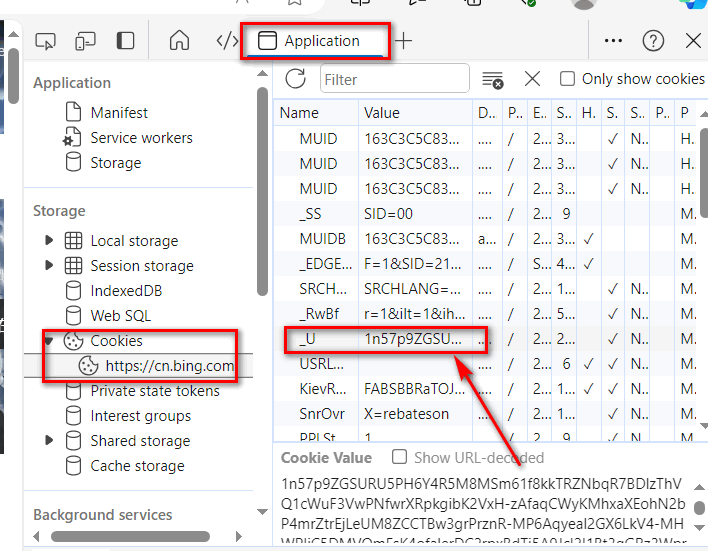 Application
Filter
Only show cookies
Application
Manifest
Service workers
Storage
Storage
Local storage
Session storage
IndexedDB
Web SQL
Cookies
https://cn.bing.com
Private state tokens
Interest groups
Shared storage
Cache storage
Background services
Name Value D.. P.. E.. S.. H. S.. S.. P.. P
MUID 163C3C5C83... .... / 2... 3... ✓ N.. H.
MUID 163C3C5C83... .... / 2... 3... ✓ N.. H.
MUID 163C3C5C83... .... / 2... 3... ✓ N.. H.
_SS SID=00 .... / 2... 9 M.
MUIDB 163C3C5C83... a... / 2... 3... ✓ M.
_EDGE... F=1&SID=21... .... / S... 4... ✓ M.
SRCH... SRCHLANG=... .... / 2... 1... ✓ N.. M.
_RwBf r=1&ilt=1&ih... .... / 2... 3... ✓ N.. M.
_U 1n57p9ZGSU... .... / 2... 2... ✓ N.. M.
USRL... .... / 2... 6 ✓ ✓ N.. M.
KievR... FABSBBRaTOJ... .... / 2... 1... ✓ ✓ N.. M.
SnrOvr X=rebateson .... / 2... 1... ✓ N.. M.
PPLSt... 1 .... / 2... 9 ✓ N.. M.
Cookie Value Show URL-decoded
1n57p9ZGSURU5PH6Y4R5M8MSm61f8kkTRZNbqR7BDIzThV
Q1cWuF3VwPNfwrXRpkgibK2VxH-zAfaqCWyKMhxaXEohN2b
P4mrZtrEjLeUM8ZCCTBw3grPrznR-MP6Aqyeal2GX6LkV4-MH